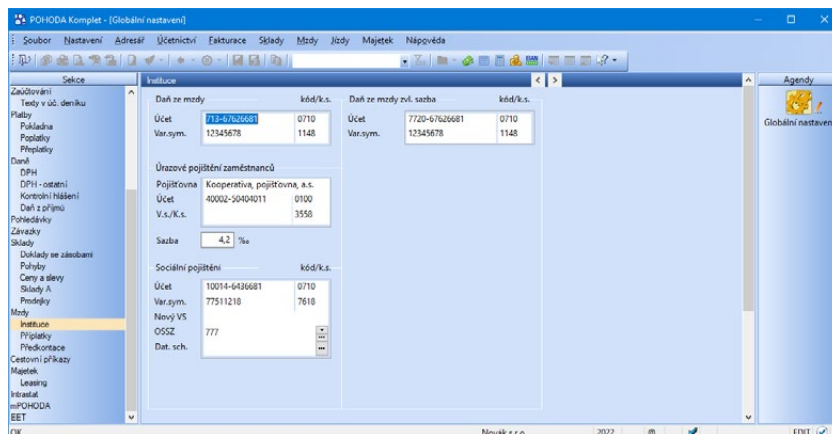 POHODA Komplet - [Globální nastavení]
Soubor Nastavení Adresář Účetnictví Fakturace Sklady Mzdy Jízdy Majetek Nápověda
Sekce
Zaúčtování
Texty v úč. deníku
Platby
Pokladna
Poplatky
Přeplatky
Daně
DPH
DPH - ostatní
Kontrolní hlášení
Daň z příjmů
Pohledávky
Závazky
Sklady
Doklady se zásobami
Pohyby
Ceny a slevy
Sklady A
Prodejky
Mzdy
Instituce
Příplatky
Předkontace
Cestovní příkazy
Majetek
Leasing
Intrastat
mPOHODA
EET
Instituce
Daň ze mzdy kód/k.s.
Účet 713-67626681 0710
Var.sym. 12345678 1148
Daň ze mzdy zvl. sazba kód/k.s.
Účet 7720-67626681 0710
Var.sym. 12345678 1148
Úrazové pojištění zaměstnanců
Pojišťovna Kooperativa, pojišťovna, a.s.
Účet 40002-50404011 0100
V.s./K.s. 3558
Sazba 4,2 ‰
Sociální pojištění kód/k.s.
Účet 10014-6436681 0710
Var.sym. 77511218 7618
Nový VS
OSSZ 777
Dat. sch.
Agendy
Globální nastaven
OK
Novák s.r.o.
2022
@
EDIT